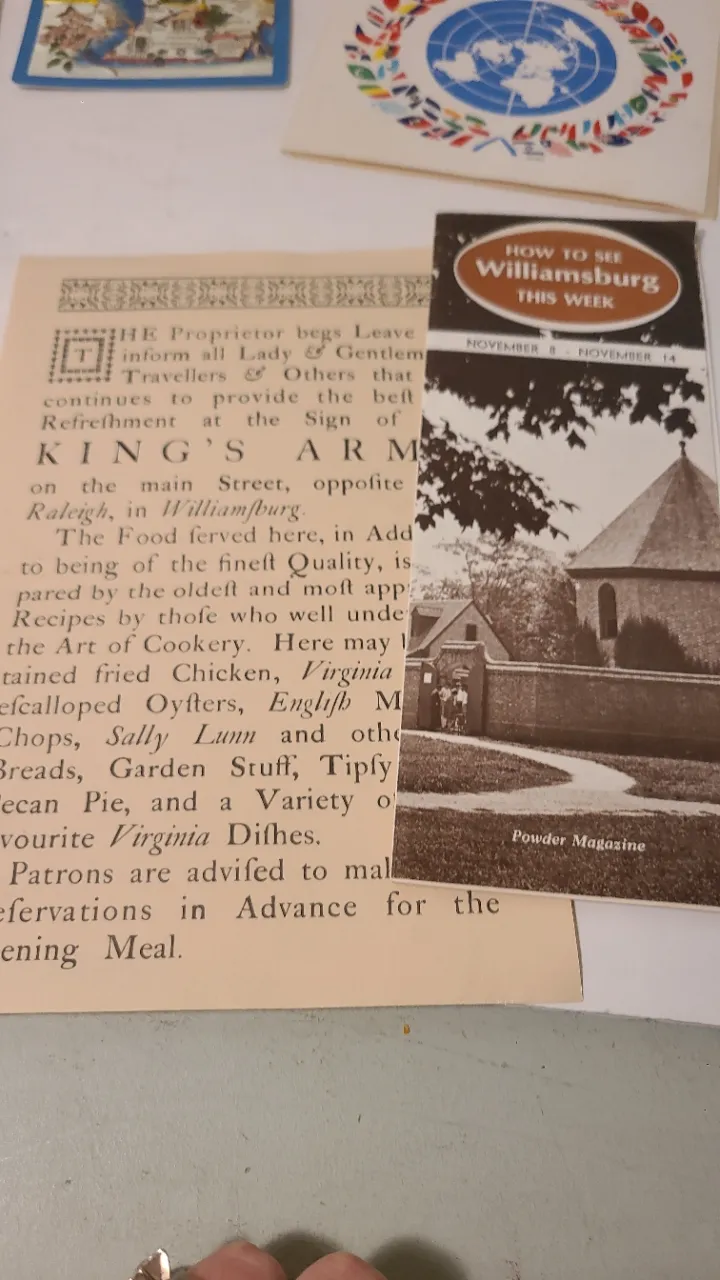 THE Proprietor begs Leave
inform all Lady & Gentlem
Travellers & Others that
continues to provide the beſt
Refreſhment at the Sign of
KING'S ARM
on the main Street, oppoſite
Raleigh, in Williamſburg.
The Food ſerved here, in Add
to being of the fineſt Quality, is
pared by the oldeſt and moſt app
Recipes by thoſe who well unde
the Art of Cookery. Here may
tained fried Chicken, Virginia
eſcalloped Oyſters, Engliſh M
Chops, Sally Lunn and othe
Breads, Garden Stuff, Tipſy
ecan Pie, and a Variety o
vourite Virginia Diſhes.
Patrons are adviſed to mak
eſervations in Advance for the
ening Meal.
HOW TO SEE
Williamsburg
THIS WEEK
NOVEMBER 8 - NOVEMBER 14
Powder Magazine